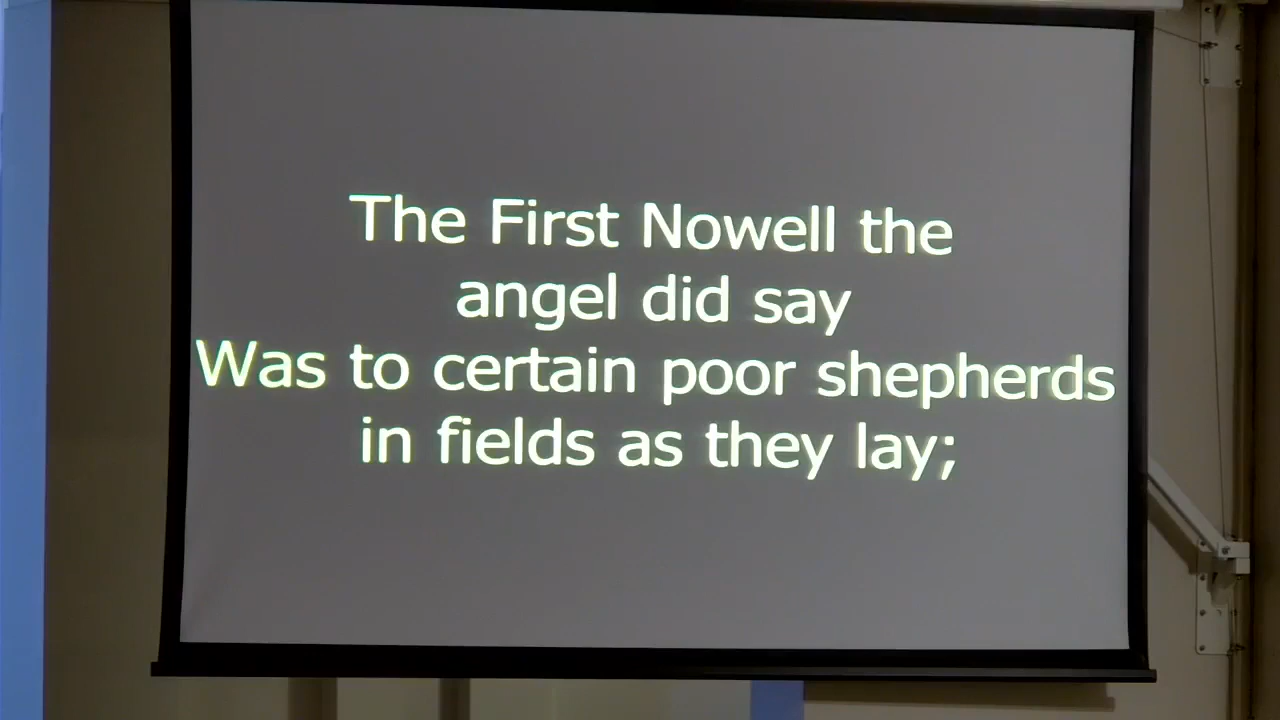 The First Nowell the
angel did say
Was to certain poor shepherds
in fields as they lay;